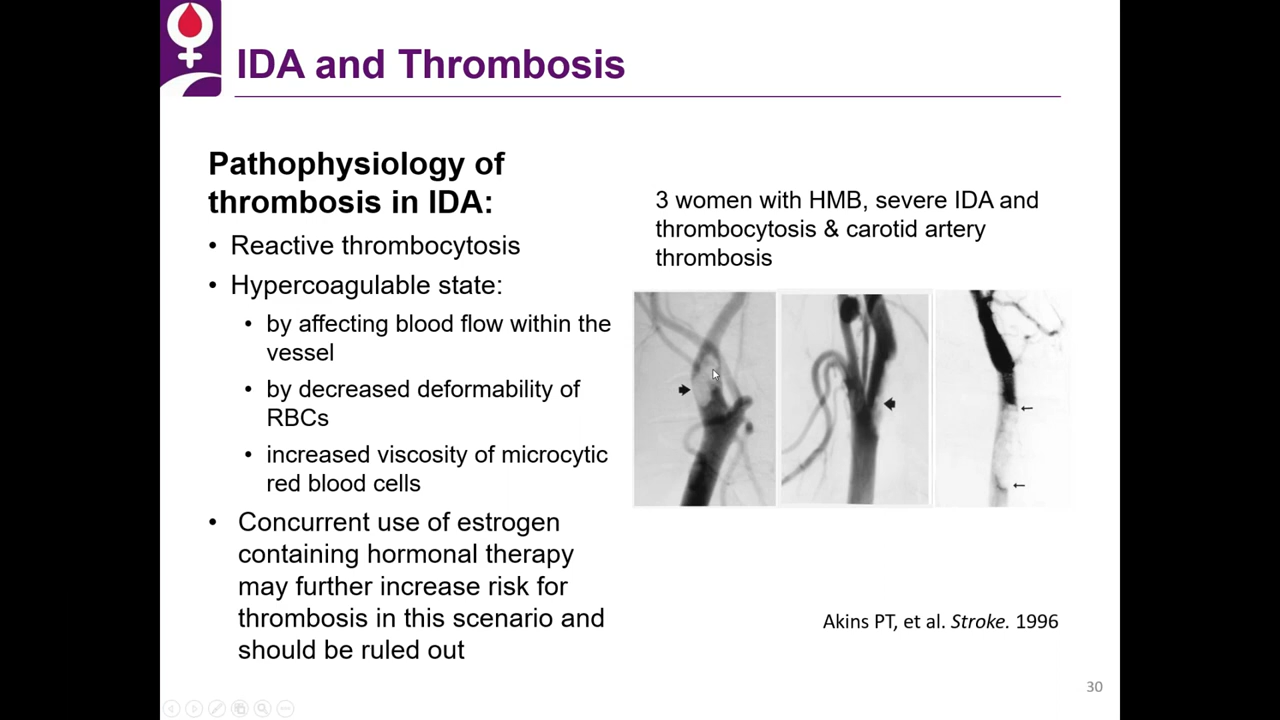 IDA and Thrombosis
Pathophysiology of
thrombosis in IDA:
• Reactive thrombocytosis
• Hypercoagulable state:
• by affecting blood flow within the
vessel
• by decreased deformability of
RBCs
• increased viscosity of microcytic
red blood cells
• Concurrent use of estrogen
containing hormonal therapy
may further increase risk for
thrombosis in this scenario and
should be ruled out
3 women with HMB, severe IDA and
thrombocytosis & carotid artery
thrombosis
Akins PT, et al. Stroke. 1996
30